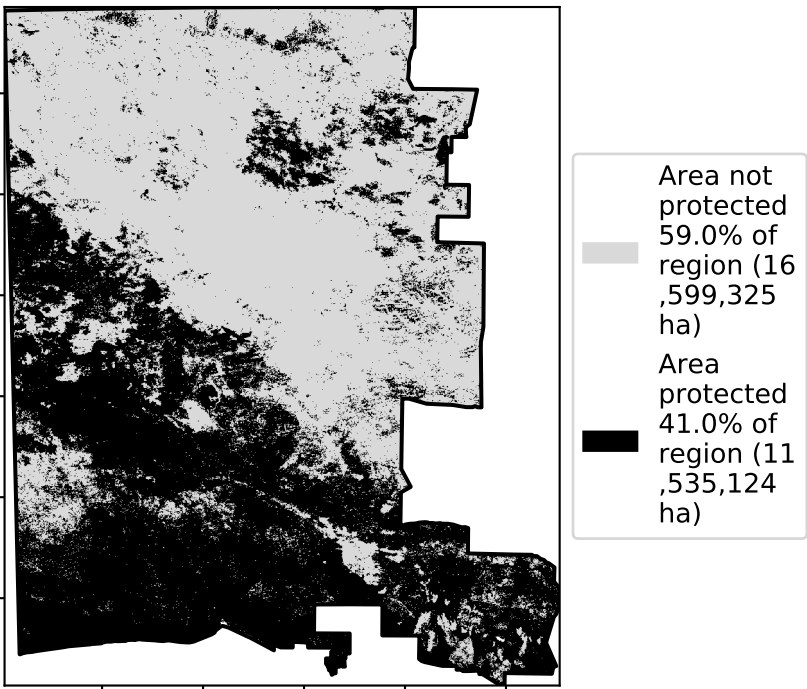 Area not
protected
59.0% of
region (16
,599,325
ha)
Area
protected
41.0% of
region (11
,535,124
ha)